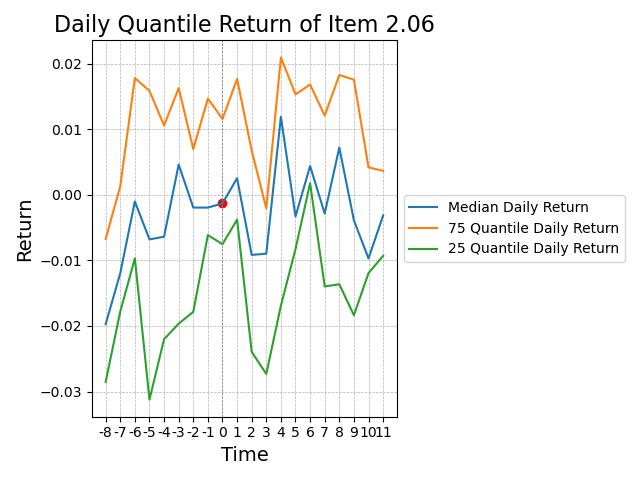 Daily Quantile Return of Item 2.06
0.02
0.01
0.00
−0.01
−0.02
−0.03
Return
-8 -7 -6 -5 -4 -3 -2 -1 0 1 2 3 4 5 6 7 8 9 10 11
Time
Median Daily Return
75 Quantile Daily Return
25 Quantile Daily Return